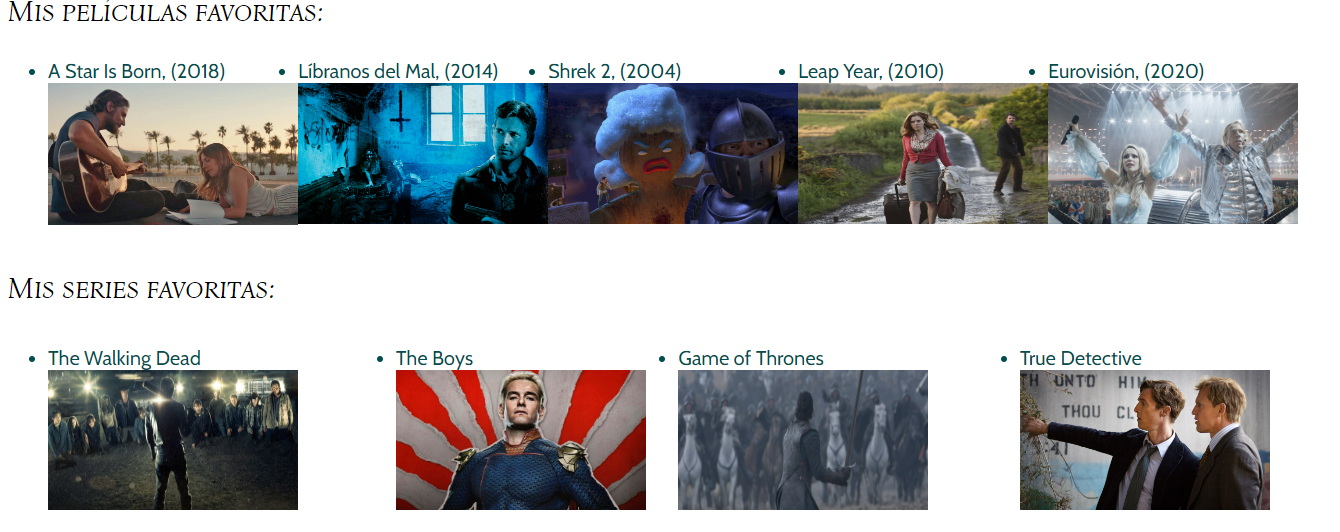 Mis películas favoritas:
• A Star Is Born, (2018)
• Líbranos del Mal, (2014)
• Shrek 2, (2004)
• Leap Year, (2010)
• Eurovisión, (2020)
Mis series favoritas:
• The Walking Dead
• The Boys
• Game of Thrones
• True Detective
TH UNTO HIM
THOU CL